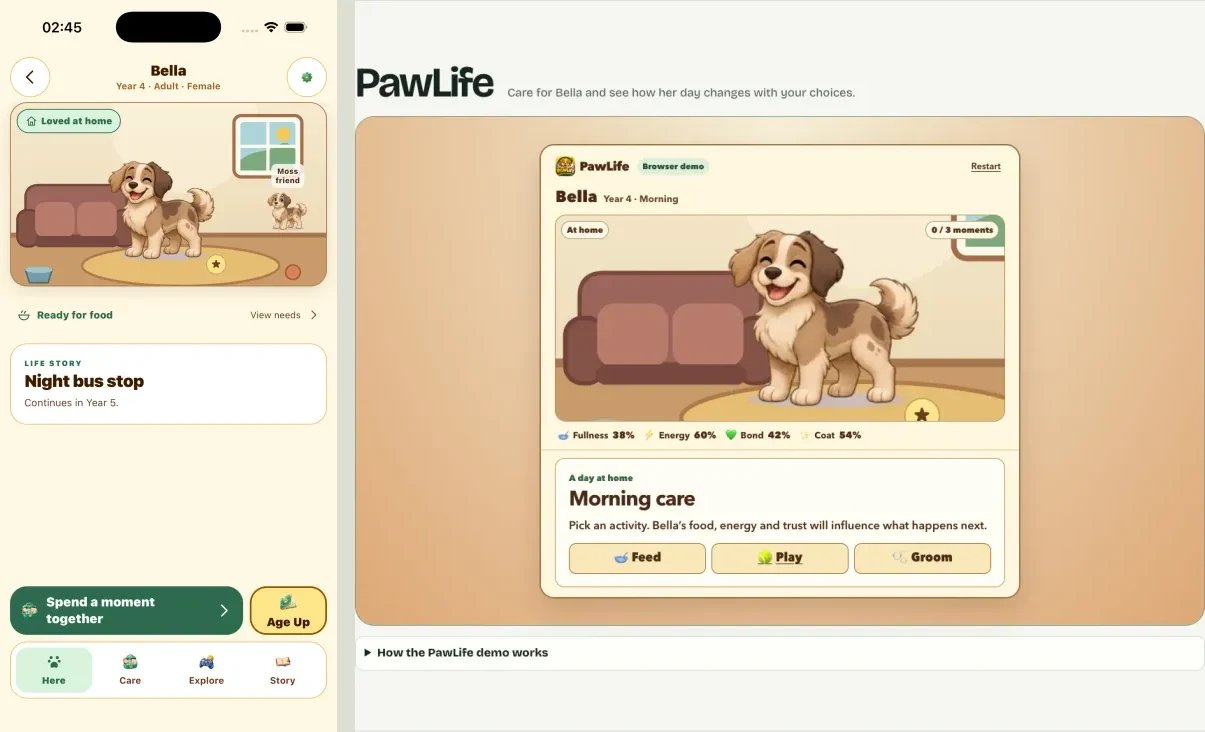 02:45
Bella
Year 4 · Adult · Female
Loved at home
Moss
friend
Ready for food
View needs
LIFE STORY
Night bus stop
Continues in Year 5.
Spend a moment
together
Age Up
Here
Care
Explore
Story
PawLife
Care for Bella and see how her day changes with your choices.
PawLife
Browser demo
Restart
Bella
Year 4 · Morning
At home
0 / 3 moments
Fullness 38%
Energy 60%
Bond 42%
Coat 54%
A day at home
Morning care
Pick an activity. Bella’s food, energy and trust will influence what happens next.
Feed
Play
Groom
How the PawLife demo works